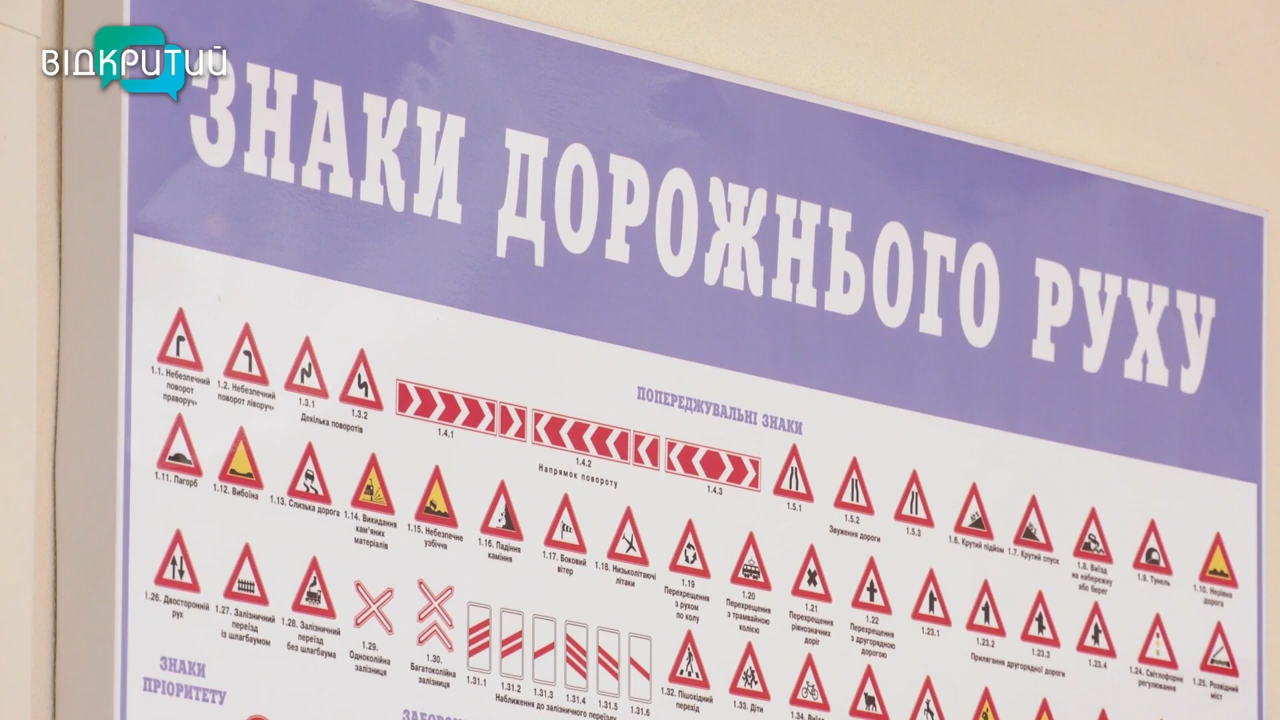 ВІДКРИТИЙ
ЗНАКИ ДОРОЖНЬОГО РУХУ
ПОПЕРЕДЖУВАЛЬНІ ЗНАКИ
1.1. Небезпечний
поворот
праворуч
1.2. Небезпечний
поворот ліворуч
1.3.1
1.3.2
Декілька поворотів
1.4.1
1.4.2
Напрямок повороту
1.4.3
1.5.1
1.5.2
Звуження дороги
1.5.3
1.6. Крутий підйом
1.7. Крутий спуск
1.8. Виїзд
на набережну
або берег
1.9. Тунель
1.10. Нерівна
дорога
1.11. Пагорб
1.12. Вибоїна
1.13. Слизька дорога
1.14. Викидання
кам'яних
матеріалів
1.15. Небезпечне
узбіччя
1.16. Падіння
каміння
1.17. Боковий
вітер
1.18. Низьколітаючі
літаки
1.19
Перехрещення
з рухом
по колу
1.20
Перехрещення
з трамвайною
колією
1.21
Перехрещення
рівнозначних
доріг
1.22
Перехрещення
з другорядною
дорогою
1.23.1
1.23.2
1.23.3
1.23.4
Прилягання другорядної дороги
1.24. Світлофорне
регулювання
1.25. Розвідний
міст
1.26. Двосторонній
рух
1.27. Залізничний
переїзд
із шлагбаумом
1.28. Залізничний
переїзд
без шлагбаума
1.29.
Одноколійна
залізниця
1.30.
Багатоколійна
залізниця
1.31.1
1.31.2
1.31.3
1.31.4
1.31.5
1.31.6
Наближення до залізничного переїзду
1.32. Пішохідний
перехід
1.33. Діти
1.34.
ЗНАКИ
ПРІОРИТЕТУ